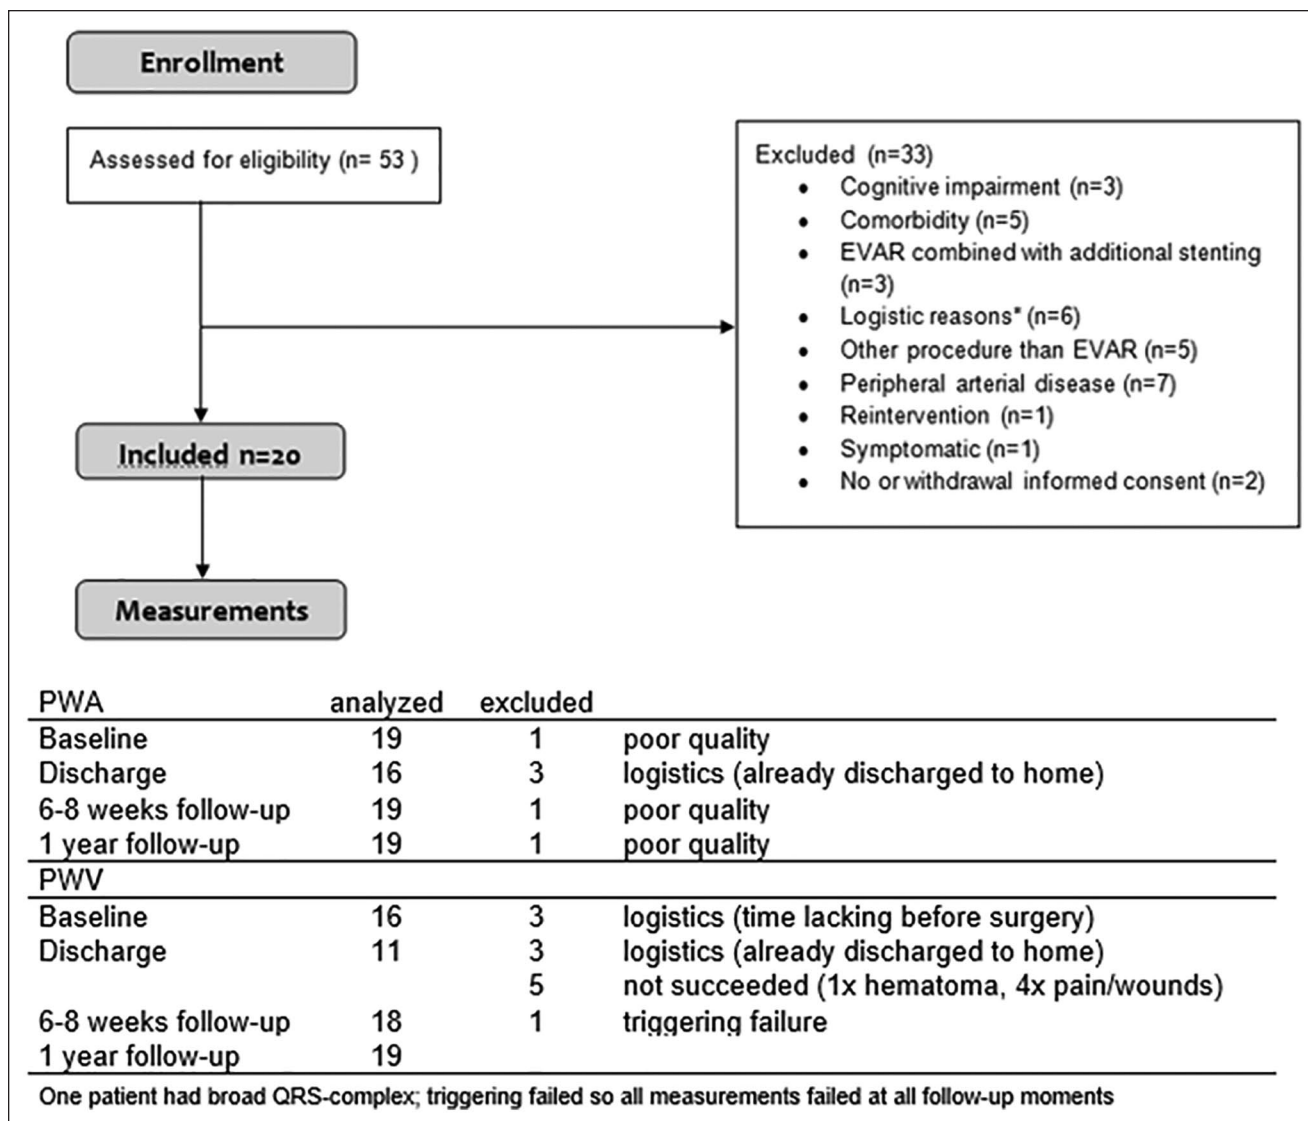 Enrollment
Assessed for eligibility (n= 53 )
Excluded (n=33)
• Cognitive impairment (n=3)
• Comorbidity (n=5)
• EVAR combined with additional stenting
(n=3)
• Logistic reasons* (n=6)
• Other procedure than EVAR (n=5)
• Peripheral arterial disease (n=7)
• Reintervention (n=1)
• Symptomatic (n=1)
• No or withdrawal informed consent (n=2)
Included n=20
Measurements
PWA analyzed excluded
Baseline 19 1 poor quality
Discharge 16 3 logistics (already discharged to home)
6-8 weeks follow-up 19 1 poor quality
1 year follow-up 19 1 poor quality
PWV
Baseline 16 3 logistics (time lacking before surgery)
Discharge 11 3 logistics (already discharged to home)
5 not succeeded (1x hematoma, 4x pain/wounds)
6-8 weeks follow-up 18 1 triggering failure
1 year follow-up 19
One patient had broad QRS-complex; triggering failed so all measurements failed at all follow-up moments